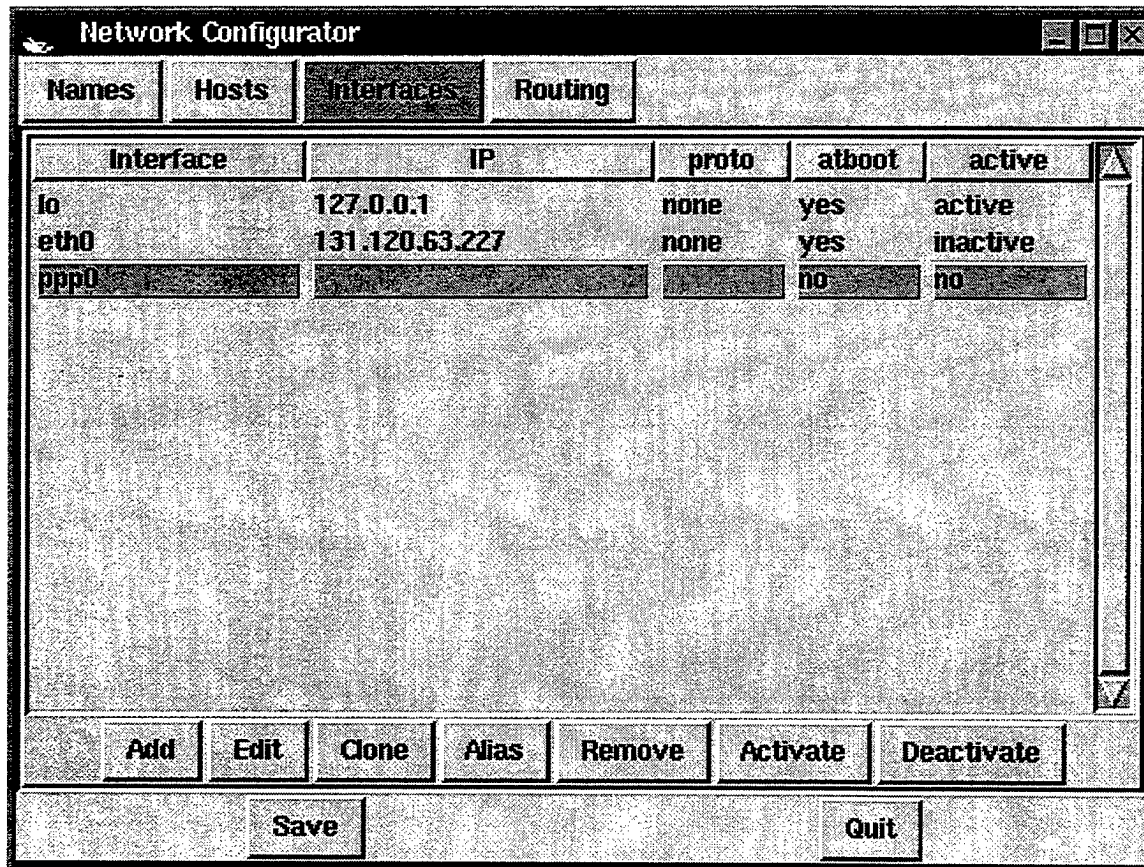 Network Configurator
Names Hosts Interfaces Routing
Interface IP proto atboot active
lo 127.0.0.1 none yes active
eth0 131.120.63.227 none yes inactive
ppp0 no no
Add Edit Clone Alias Remove Activate Deactivate
Save Quit